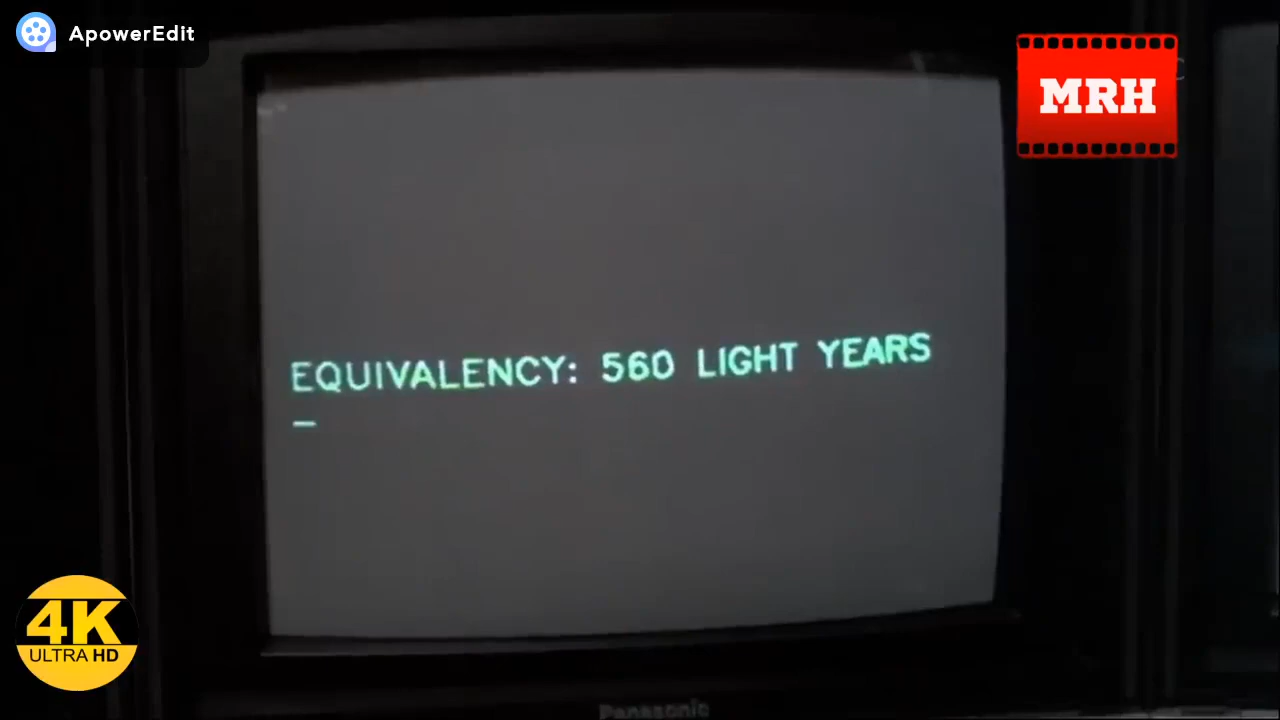 ApowerEdit
MRH
EQUIVALENCY: 560 LIGHT YEARS
_
4K
ULTRA HD
Panasonic